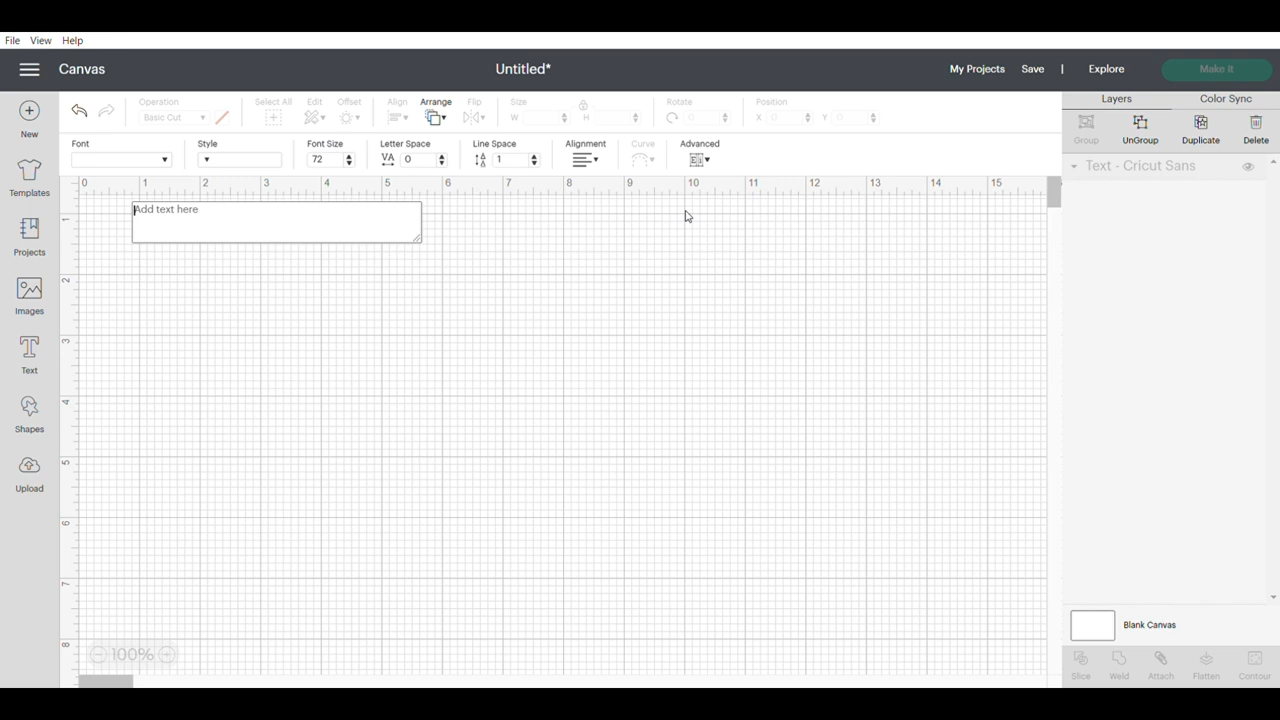 File View Help
Canvas Untitled* My Projects Save | Explore Make It
Operation Select All Edit Offset Align Arrange Flip Size Rotate Position
Basic Cut W H 0 X 0 Y 0
Layers Color Sync
Group UnGroup Duplicate Delete
New
Templates
Projects
Images
Text
Shapes
Upload
Font Style Font Size Letter Space Line Space Alignment Curve Advanced
72 VA 0 1
Text - Cricut Sans
0 1 2 3 4 5 6 7 8 9 10 11 12 13 14 15
Add text here
1
2
3
4
5
6
7
8
100%
Blank Canvas
Slice Weld Attach Flatten Contour